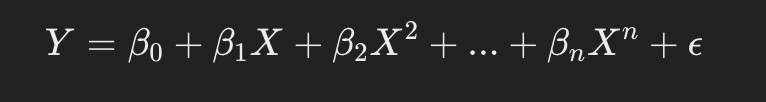 Y = β₀ + β₁X + β₂X² + ... + βₙXⁿ + ϵ